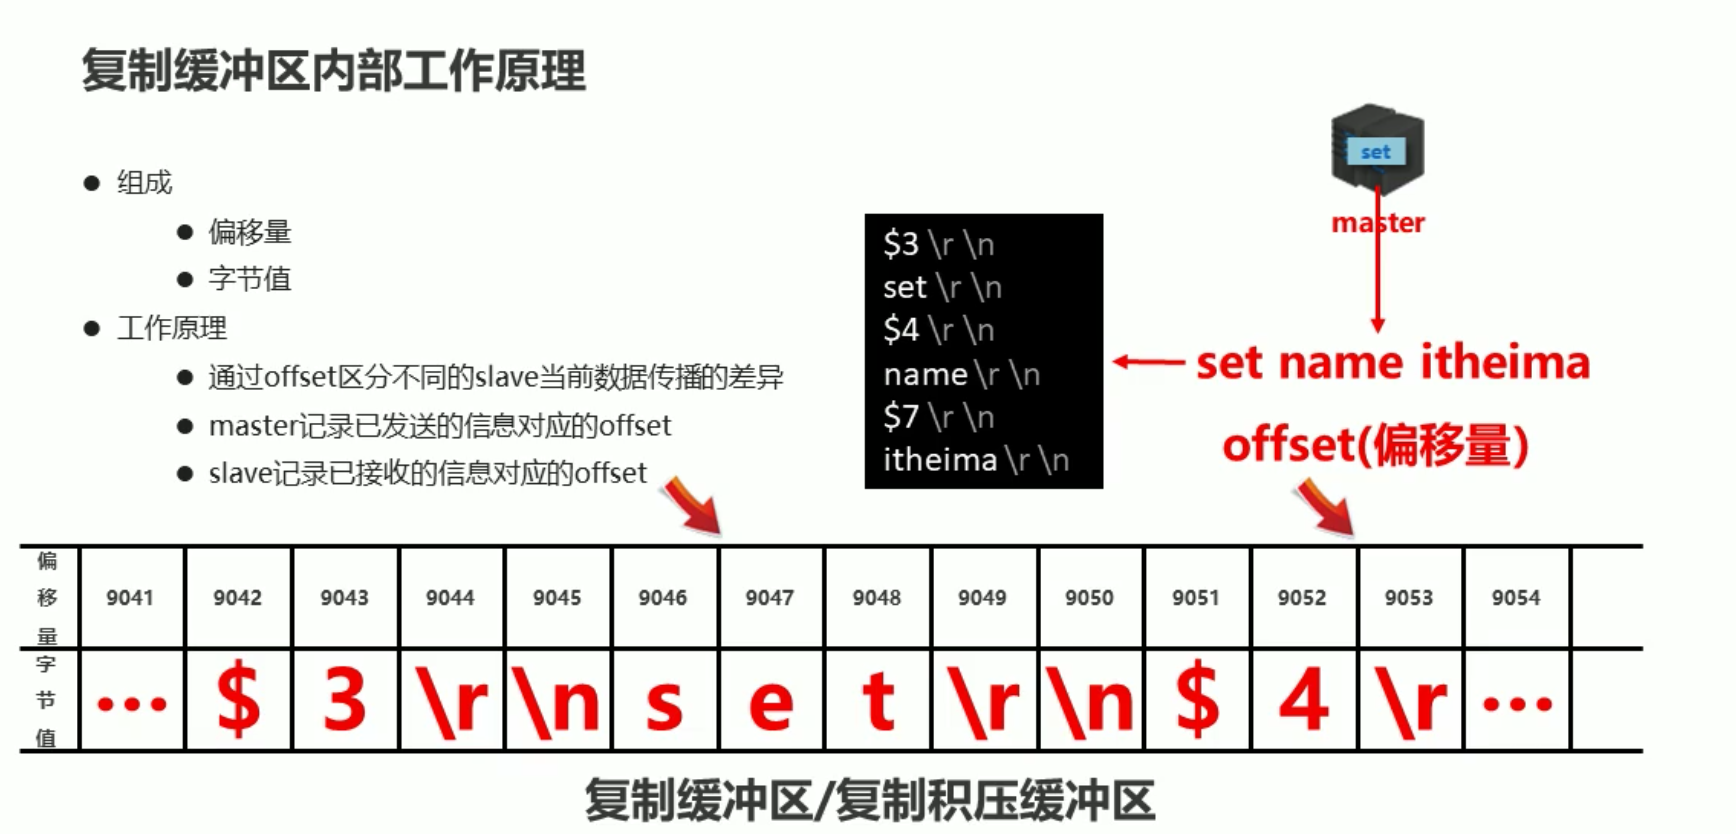 复制缓冲区内部工作原理
组成
偏移量
字节值
工作原理
通过offset区分不同的slave当前数据传播的差异
master记录已发送的信息对应的offset
slave记录已接收的信息对应的offset
$3 \r \n
set \r \n
$4 \r \n
name \r \n
$7 \r \n
itheima \r \n
set
master
set name itheima
offset(偏移量)
偏移量 9041 9042 9043 9044 9045 9046 9047 9048 9049 9050 9051 9052 9053 9054
字节值 ... $ 3 \r \n s e t \r \n $ 4 \r ...
复制缓冲区/复制积压缓冲区